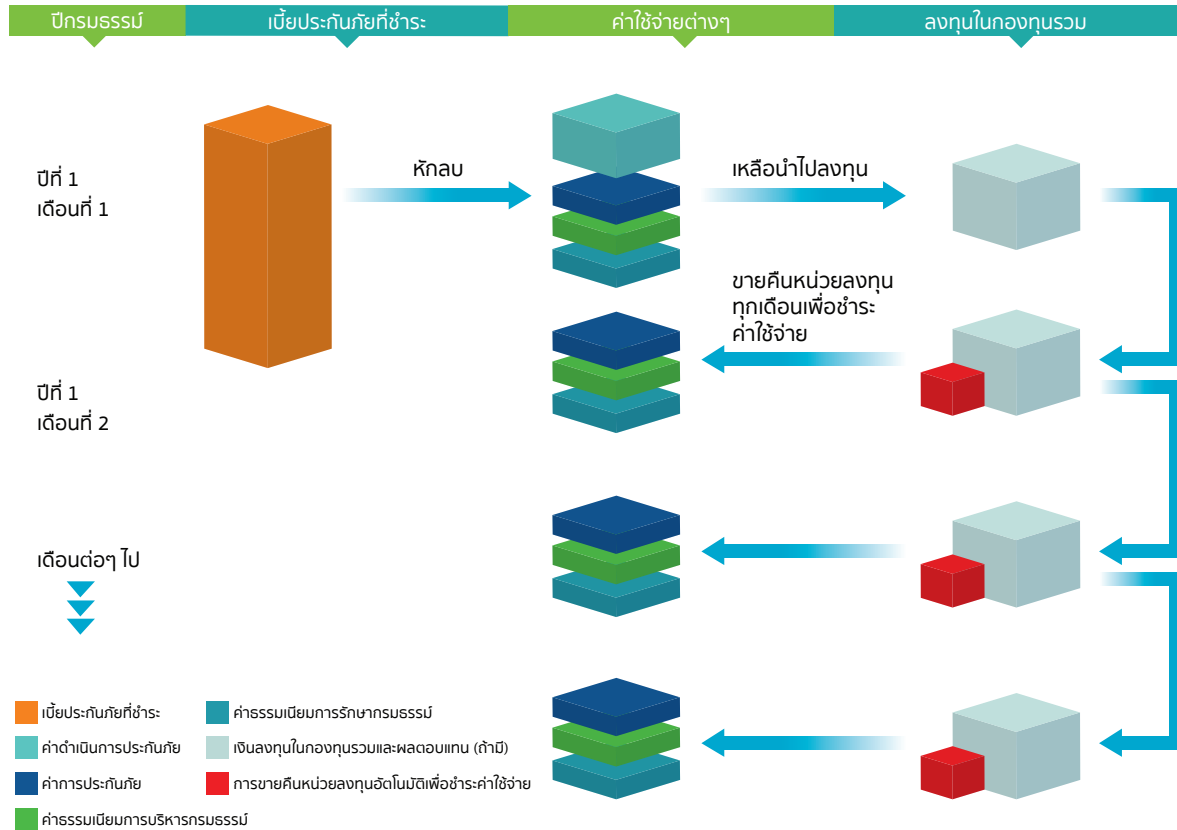 ปีกรมธรรม์
เบี้ยประกันภัยที่ชำระ
ค่าใช้จ่ายต่างๆ
ลงทุนในกองทุนรวม
ปีที่ 1
เดือนที่ 1
หักลบ
เหลือนำไปลงทุน
ขายคืนหน่วยลงทุน
ทุกเดือนเพื่อชำระ
ค่าใช้จ่าย
ปีที่ 1
เดือนที่ 2
เดือนต่อๆ ไป
เบี้ยประกันภัยที่ชำระ
ค่าดำเนินการประกันภัย
ค่าการประกันภัย
ค่าธรรมเนียมการบริหารกรมธรรม์
ค่าธรรมเนียมการรักษากรมธรรม์
เงินลงทุนในกองทุนรวมและผลตอบแทน (ถ้ามี)
การขายคืนหน่วยลงทุนอัตโนมัติเพื่อชำระค่าใช้จ่าย